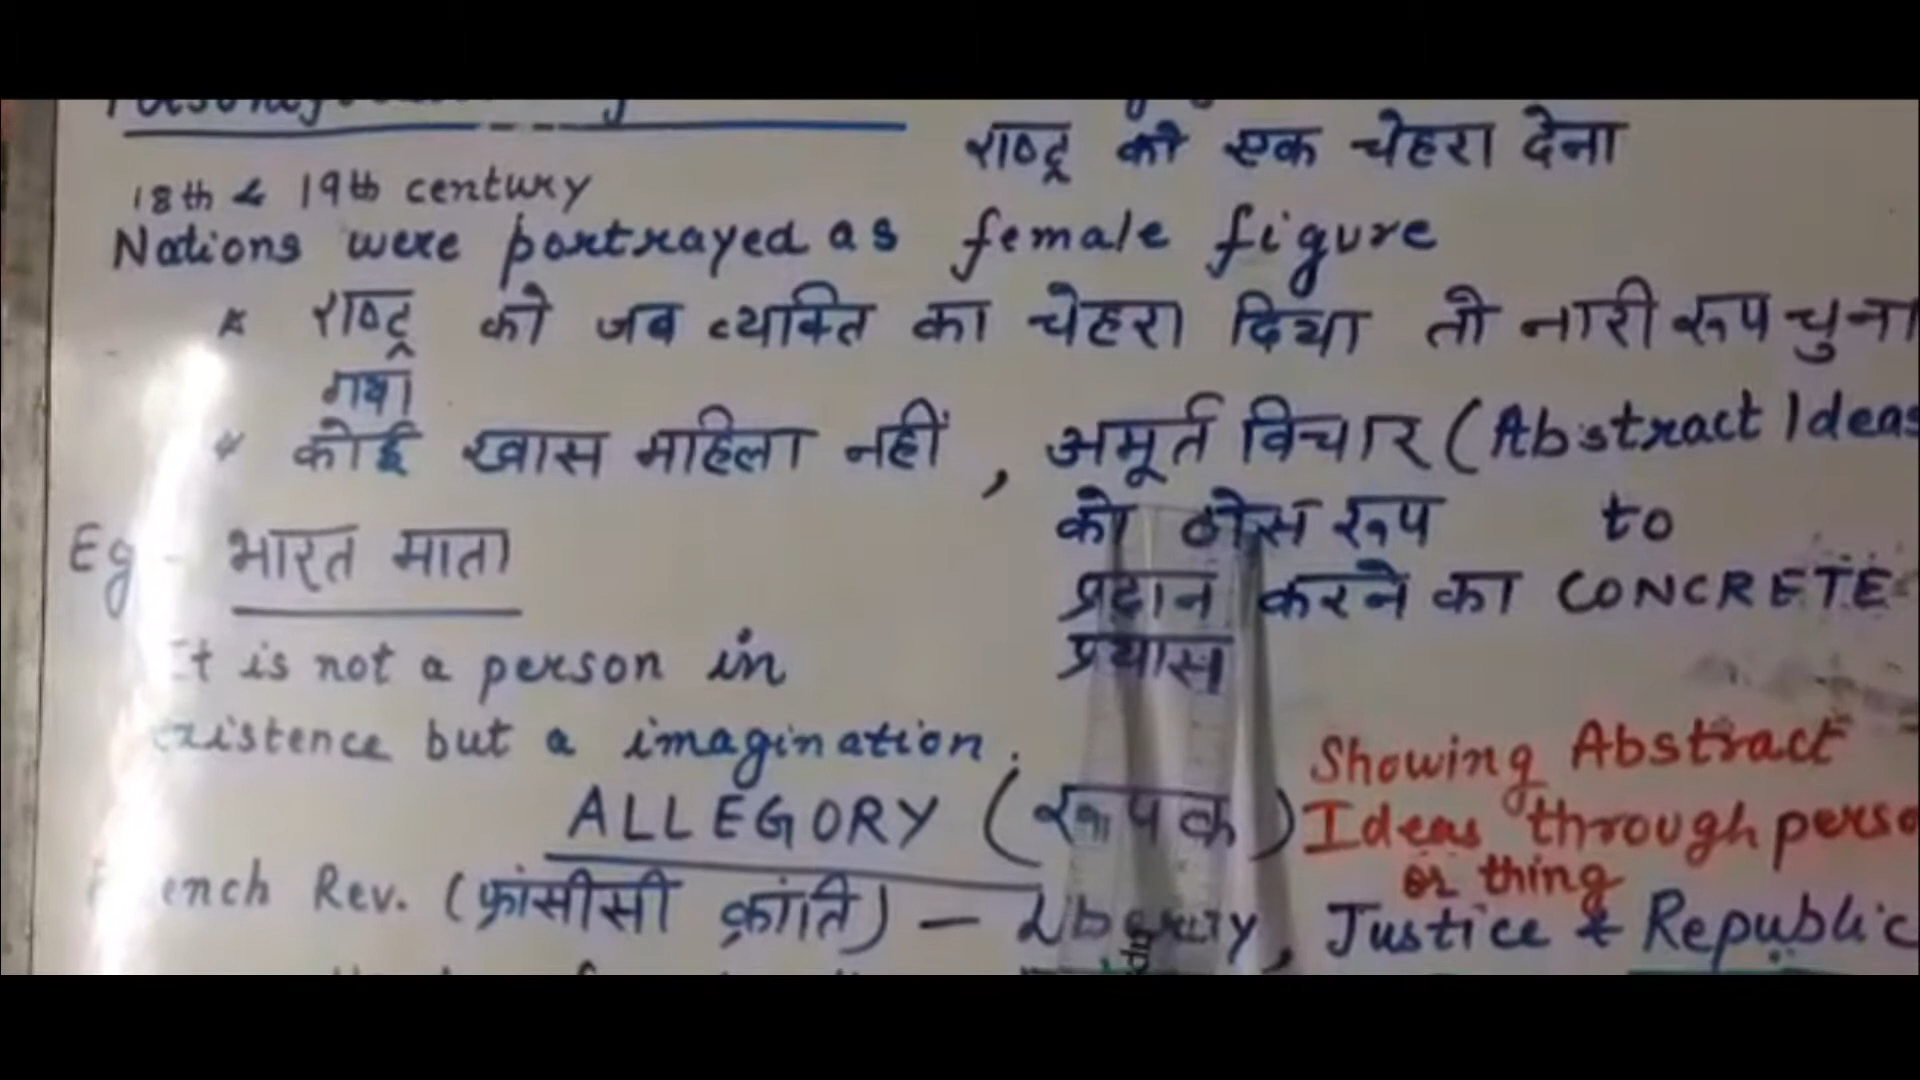 राष्ट्र को एक चेहरा देना
18th & 19th century
Nations were portrayed as female figure
राष्ट्र को जब व्यक्ति का चेहरा दिया तो नारी रूप चुना
गया
कोई खास महिला नहीं , अमूर्त विचार (Abstract Ideas
को ठोस रूप to
Eg - भारत माता
प्रदान करने का CONCRETE
प्रयास
It is not a person in
existence but a imagination.
Showing Abstract
ALLEGORY (रूपक) Ideas through perso
or thing
ench Rev. (फ्रांसीसी क्रांति) – Liberty, Justice & Republic